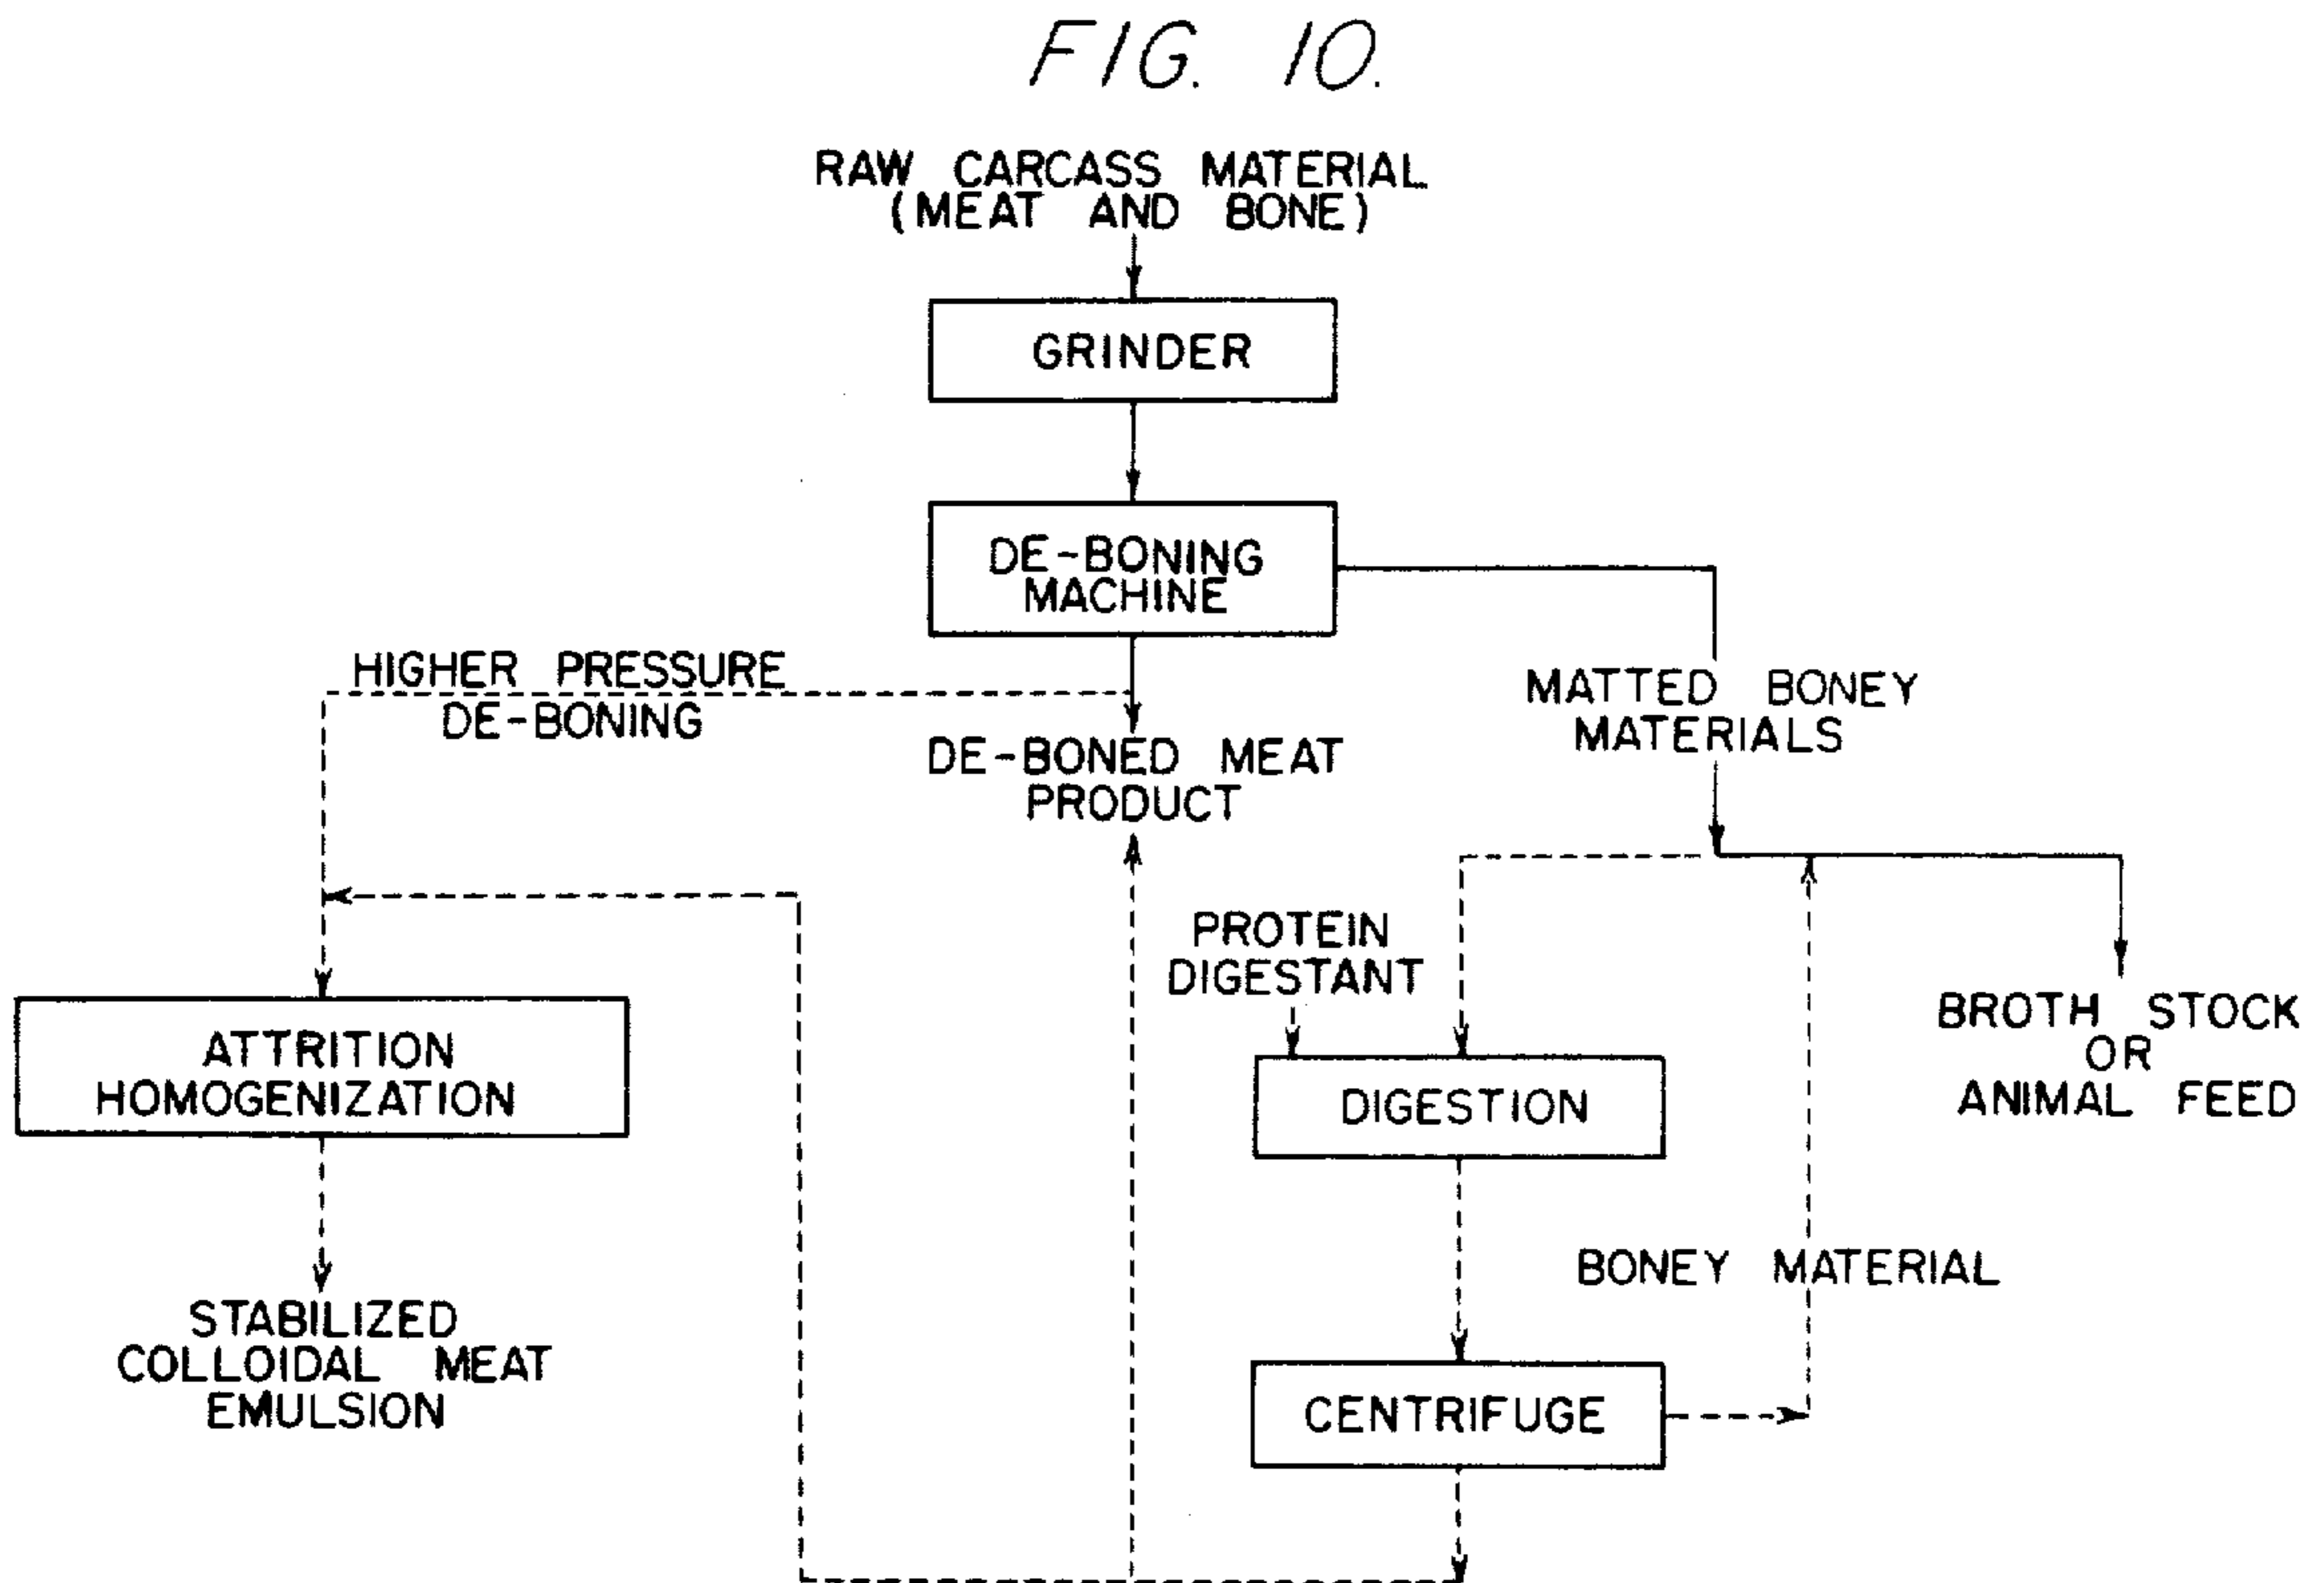 FIG. 10.
RAW CARCASS MATERIAL
(MEAT AND BONE)
GRINDER
DE-BONING
MACHINE
HIGHER PRESSURE
DE-BONING
DE-BONED MEAT
PRODUCT
MATTED BONEY
MATERIALS
PROTEIN
DIGESTANT
BROTH STOCK
OR
ANIMAL FEED
ATTRITION
HOMOGENIZATION
DIGESTION
BONEY MATERIAL
STABILIZED
COLLOIDAL MEAT
EMULSION
CENTRIFUGE